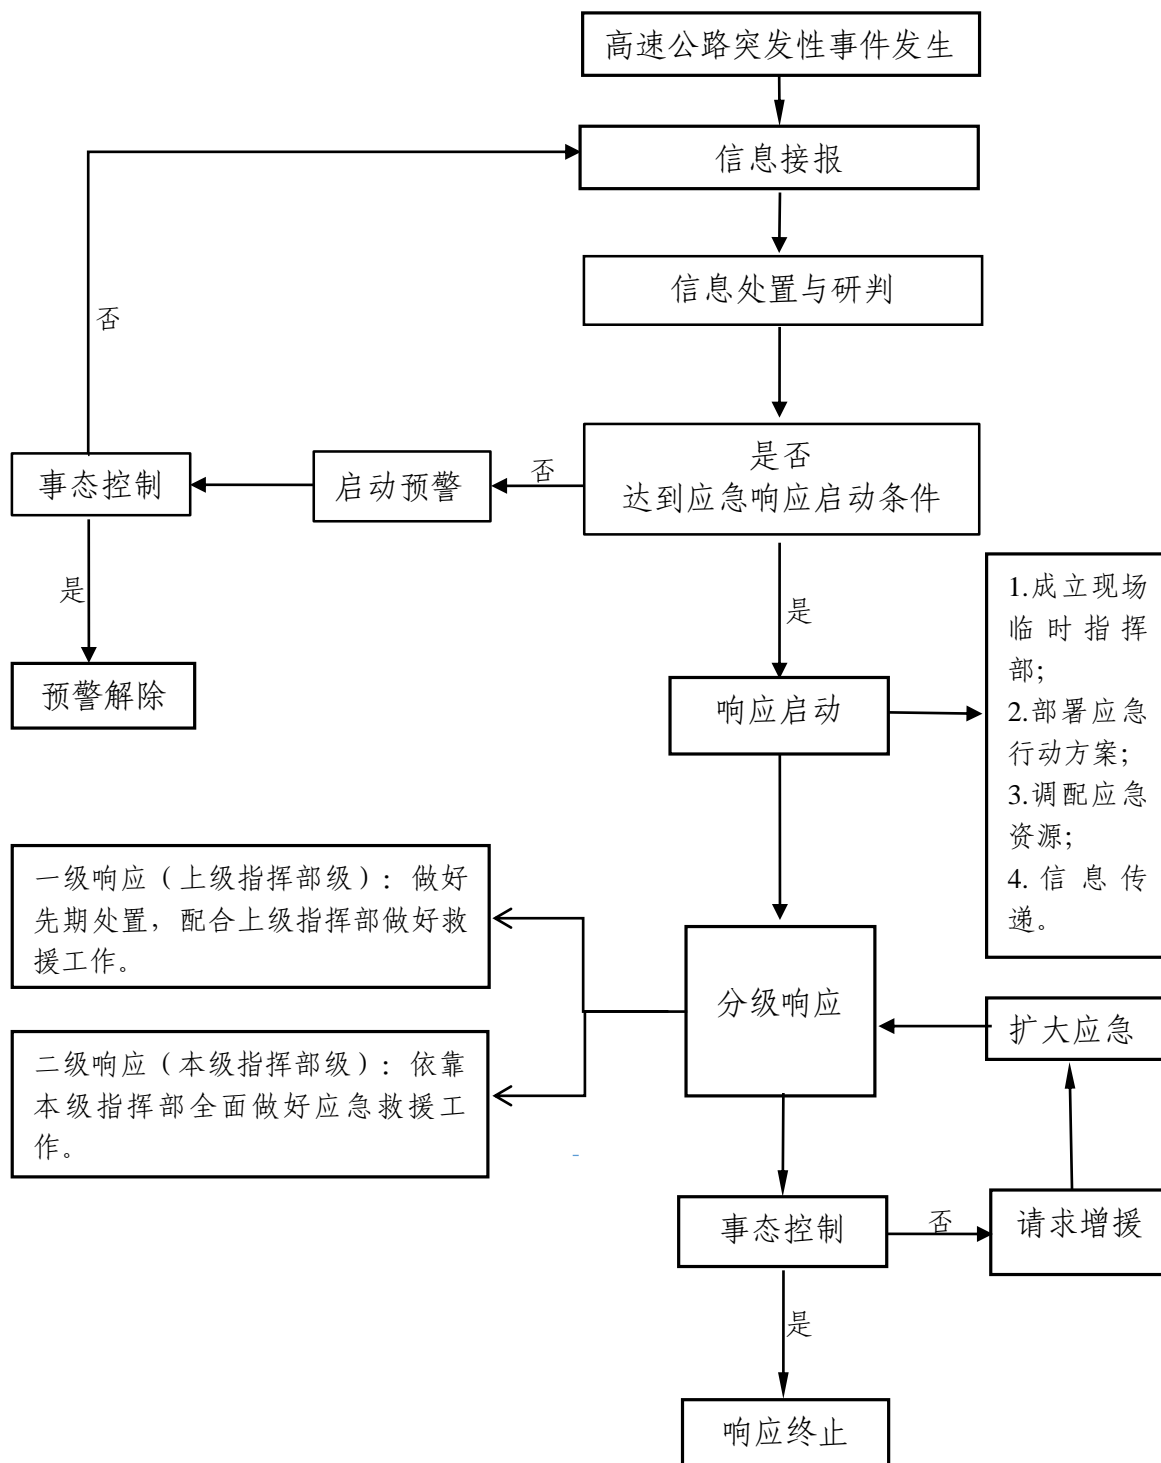 高速公路突发性事件发生
信息接报
信息处置与研判
否
是否
达到应急响应启动条件
否
启动预警
事态控制
是
预警解除
是
响应启动
1.成立现场
临时指挥
部;
2.部署应急
行动方案;
3.调配应急
资源;
4.信息传
递。
一级响应（上级指挥部级）：做好
先期处置，配合上级指挥部做好救
援工作。
分级响应
扩大应急
二级响应（本级指挥部级）：依靠
本级指挥部全面做好应急救援工
作。
事态控制
否
请求增援
是
响应终止